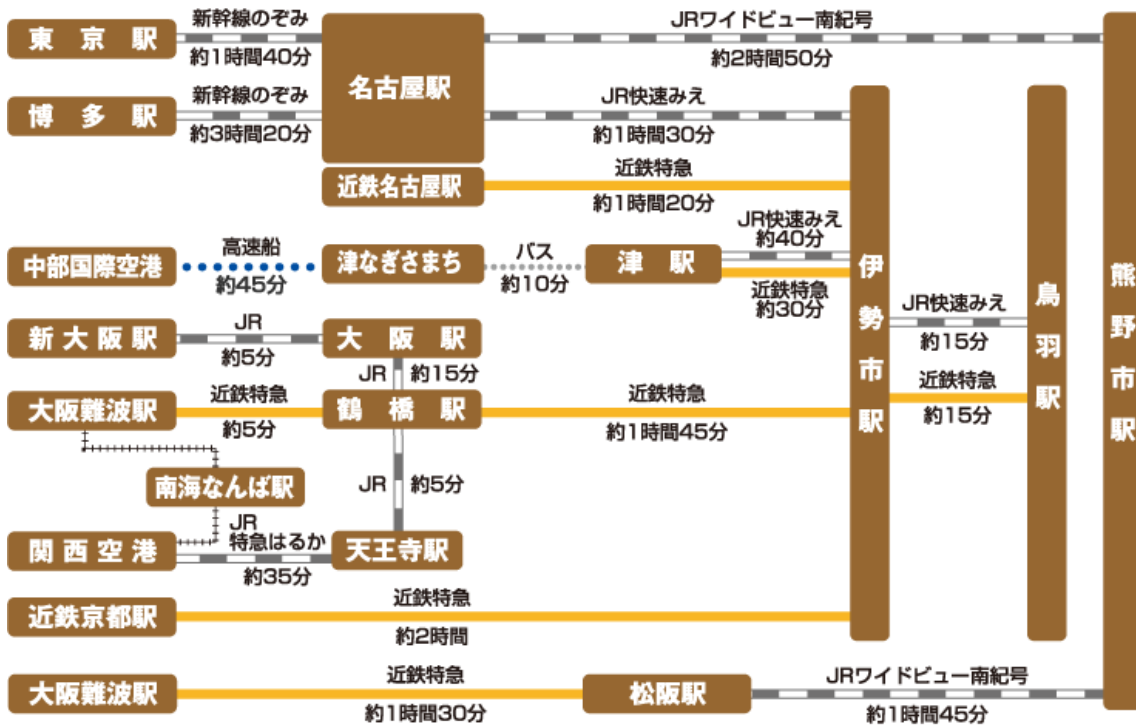 東京駅
新幹線のぞみ
約1時間40分
名古屋駅
JRワイドビュー南紀号
約2時間50分
博多駅
新幹線のぞみ
約3時間20分
JR快速みえ
約1時間30分
近鉄名古屋駅
近鉄特急
約1時間20分
中部国際空港
高速船
約45分
津なぎさまち
バス
約10分
津駅
JR快速みえ
約40分
近鉄特急
約30分
伊勢市駅
JR快速みえ
約15分
近鉄特急
約15分
鳥羽駅
熊野市駅
新大阪駅
JR
約5分
大阪駅
JR
約15分
大阪難波駅
近鉄特急
約5分
鶴橋駅
近鉄特急
約1時間45分
南海なんば駅
JR
約5分
関西空港
JR
特急はるか
約35分
天王寺駅
近鉄京都駅
近鉄特急
約2時間
大阪難波駅
近鉄特急
約1時間30分
松阪駅
JRワイドビュー南紀号
約1時間45分